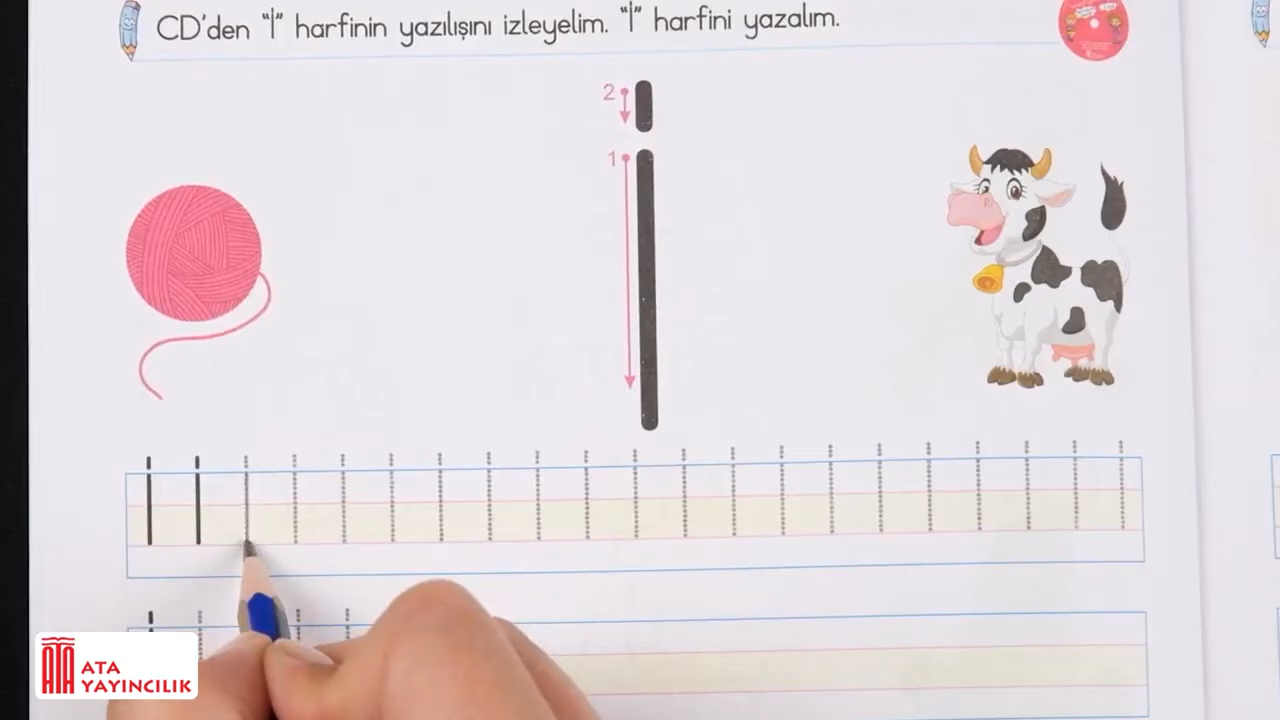 CD'den “İ” harfinin yazılışını izleyelim. “İ” harfini yazalım.
2
1
ATA
YAYINCILIK